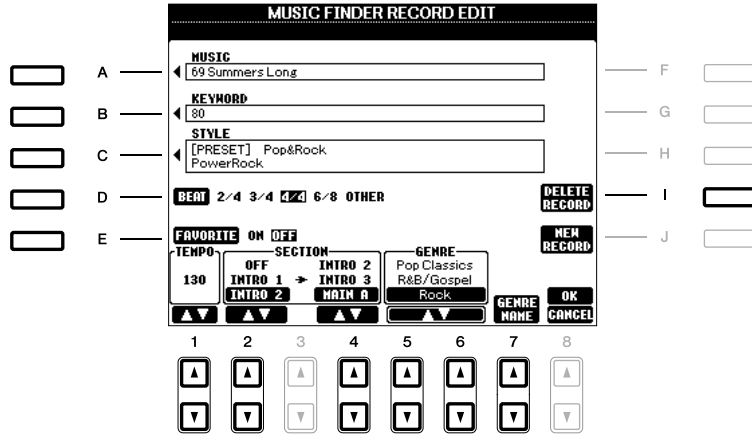 MUSIC FINDER RECORD EDIT
MUSIC
A 69 Summers Long F
KEYWORD
B 80 G
STYLE
C [PRESET] Pop&Rock H
PowerRock
D BEAT 2/4 3/4 4/4 6/8 OTHER DELETE RECORD I
E FAVORITE ON OFF NEW RECORD J
TEMPO SECTION GENRE
OFF INTRO 2 Pop Classics
130 INTRO 1 INTRO 3 R&B/Gospel
INTRO 2 MAIN A Rock
GENRE NAME OK
CANCEL
1 2 3 4 5 6 7 8